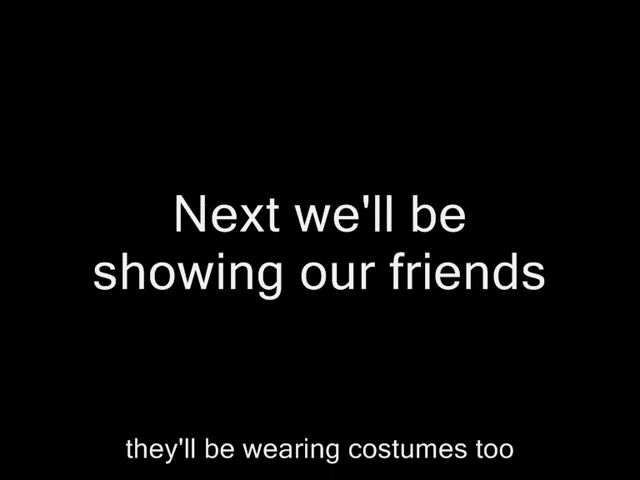 Next we'll be
showing our friends
they'll be wearing costumes too